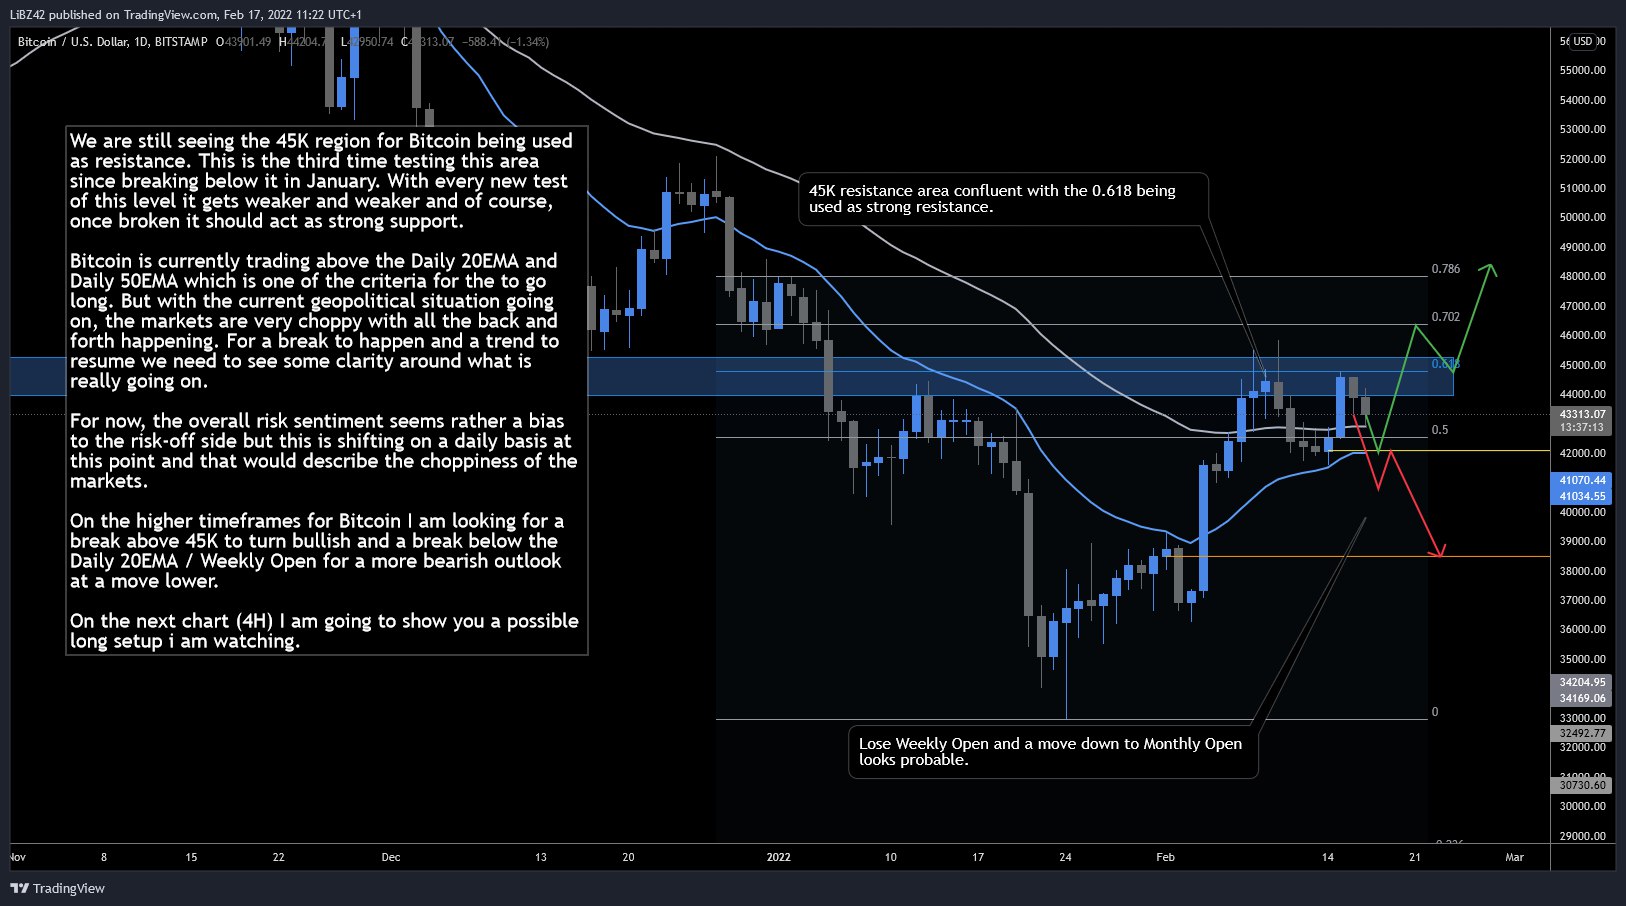 LiBZ42 published on TradingView.com, Feb 17, 2022 11:22 UTC+1
Bitcoin / U.S. Dollar, 1D, BITSTAMP O43901.49 H44204.7 L42950.74 C43313.07 −588.41 (−1.34%)
USD
55000.00
54000.00
53000.00
52000.00
51000.00
50000.00
49000.00
48000.00
47000.00
46000.00
45000.00
44000.00
43313.07
13:37:13
42000.00
41070.44
41034.55
40000.00
39000.00
38000.00
37000.00
36000.00
35000.00
34204.95
34169.06
33000.00
32492.77
32000.00
31000.00
30730.60
30000.00
29000.00
We are still seeing the 45K region for Bitcoin being used
as resistance. This is the third time testing this area
since breaking below it in January. With every new test
of this level it gets weaker and weaker and of course,
once broken it should act as strong support.
Bitcoin is currently trading above the Daily 20EMA and
Daily 50EMA which is one of the criteria for the to go
long. But with the current geopolitical situation going
on, the markets are very choppy with all the back and
forth happening. For a break to happen and a trend to
resume we need to see some clarity around what is
really going on.
For now, the overall risk sentiment seems rather a bias
to the risk-off side but this is shifting on a daily basis at
this point and that would describe the choppiness of the
markets.
On the higher timeframes for Bitcoin I am looking for a
break above 45K to turn bullish and a break below the
Daily 20EMA / Weekly Open for a more bearish outlook
at a move lower.
On the next chart (4H) I am going to show you a possible
long setup i am watching.
45K resistance area confluent with the 0.618 being
used as strong resistance.
0.786
0.702
0.618
0.5
0
Lose Weekly Open and a move down to Monthly Open
looks probable.
Nov 8 15 22 Dec 13 20 2022 10 17 24 Feb 14 21 Mar
TradingView